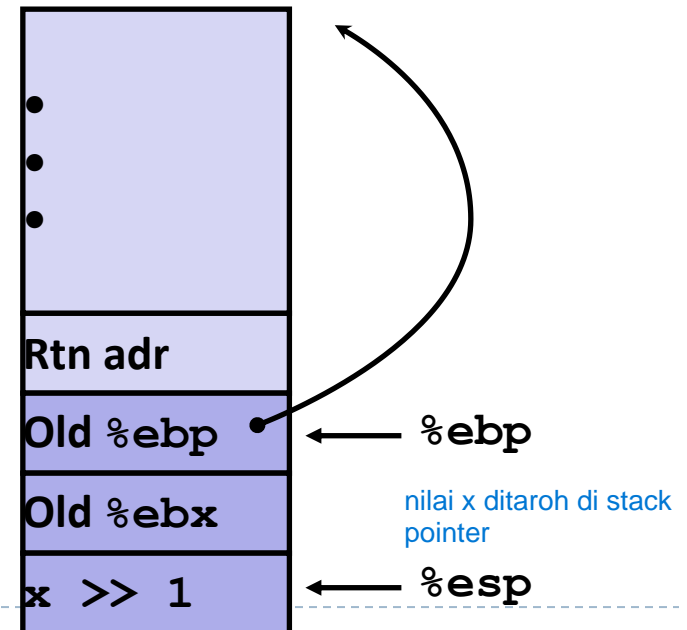 •
•
•
Rtn adr
Old %ebp
%ebp
Old %ebx
nilai x ditaroh di stack
pointer
x >> 1
%esp